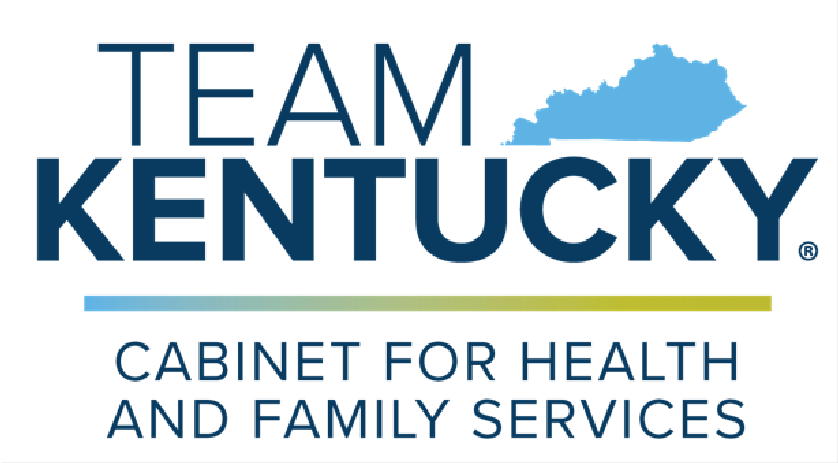 TEAM
KENTUCKY®
CABINET FOR HEALTH
AND FAMILY SERVICES